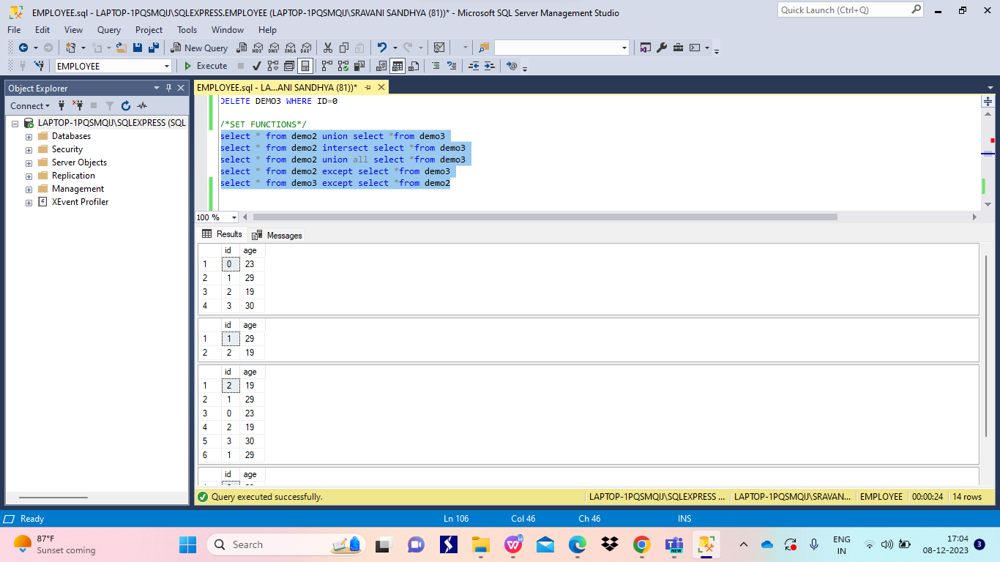 EMPLOYEE.sql - LAPTOP-1PQSMQIJ\SQLEXPRESS.EMPLOYEE (LAPTOP-1PQSMQIJ\SRAVANI SANDHYA (81))* - Microsoft SQL Server Management Studio
Quick Launch (Ctrl+Q)
File Edit View Query Project Tools Window Help
New Query MDX DMX XMLA DAX
EMPLOYEE Execute
Object Explorer
Connect
LAPTOP-1PQSMQIJ\SQLEXPRESS (SQL
Databases
Security
Server Objects
Replication
Management
XEvent Profiler
EMPLOYEE.sql - LA...ANI SANDHYA (81))*
DELETE DEMO3 WHERE ID=0
/*SET FUNCTIONS*/
select * from demo2 union select *from demo3
select * from demo2 intersect select *from demo3
select * from demo2 union all select *from demo3
select * from demo2 except select *from demo3
select * from demo3 except select *from demo2
100 %
Results Messages
id age
1 0 23
2 1 29
3 2 19
4 3 30
id age
1 1 29
2 2 19
id age
1 2 19
2 1 29
3 0 23
4 2 19
5 3 30
6 1 29
id age
Query executed successfully.
LAPTOP-1PQSMQIJ\SQLEXPRESS ... LAPTOP-1PQSMQIJ\SRAVAN... EMPLOYEE 00:00:24 14 rows
Ready Ln 106 Col 46 Ch 46 INS
87°F
Sunset coming
Search
NEW
ENG
IN
17:04
08-12-2023
3